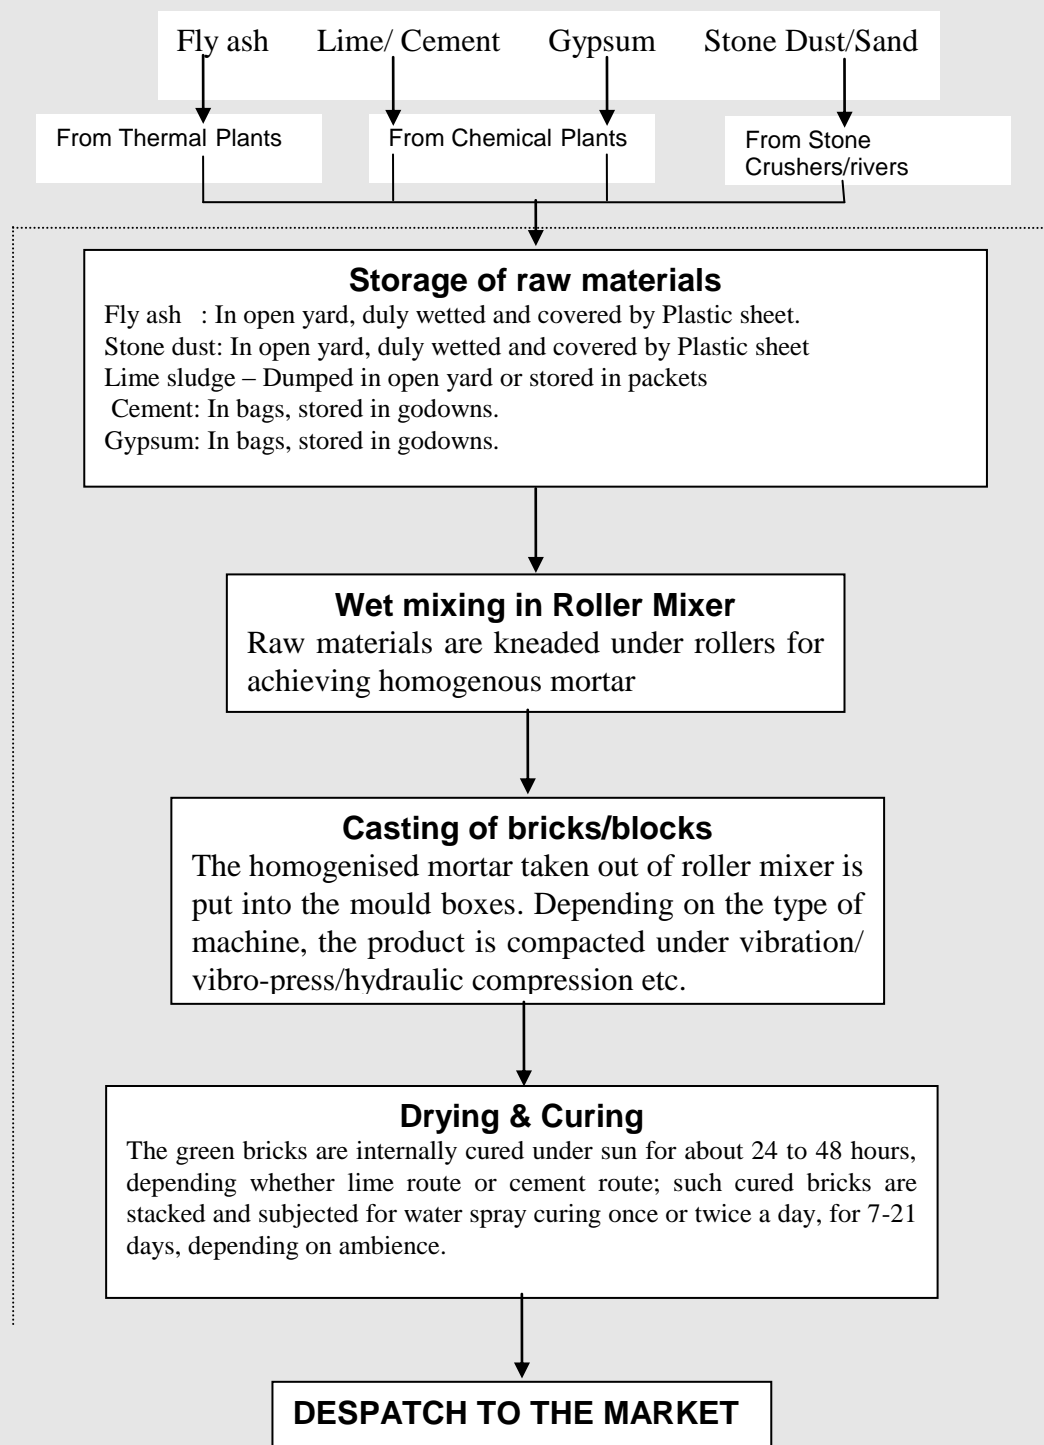 Fly ash Lime/ Cement Gypsum Stone Dust/Sand
From Thermal Plants
From Chemical Plants
From Stone
Crushers/rivers
Storage of raw materials
Fly ash : In open yard, duly wetted and covered by Plastic sheet.
Stone dust: In open yard, duly wetted and covered by Plastic sheet
Lime sludge – Dumped in open yard or stored in packets
Cement: In bags, stored in godowns.
Gypsum: In bags, stored in godowns.
Wet mixing in Roller Mixer
Raw materials are kneaded under rollers for
achieving homogenous mortar
Casting of bricks/blocks
The homogenised mortar taken out of roller mixer is
put into the mould boxes. Depending on the type of
machine, the product is compacted under vibration/
vibro-press/hydraulic compression etc.
Drying & Curing
The green bricks are internally cured under sun for about 24 to 48 hours,
depending whether lime route or cement route; such cured bricks are
stacked and subjected for water spray curing once or twice a day, for 7-21
days, depending on ambience.
DESPATCH TO THE MARKET